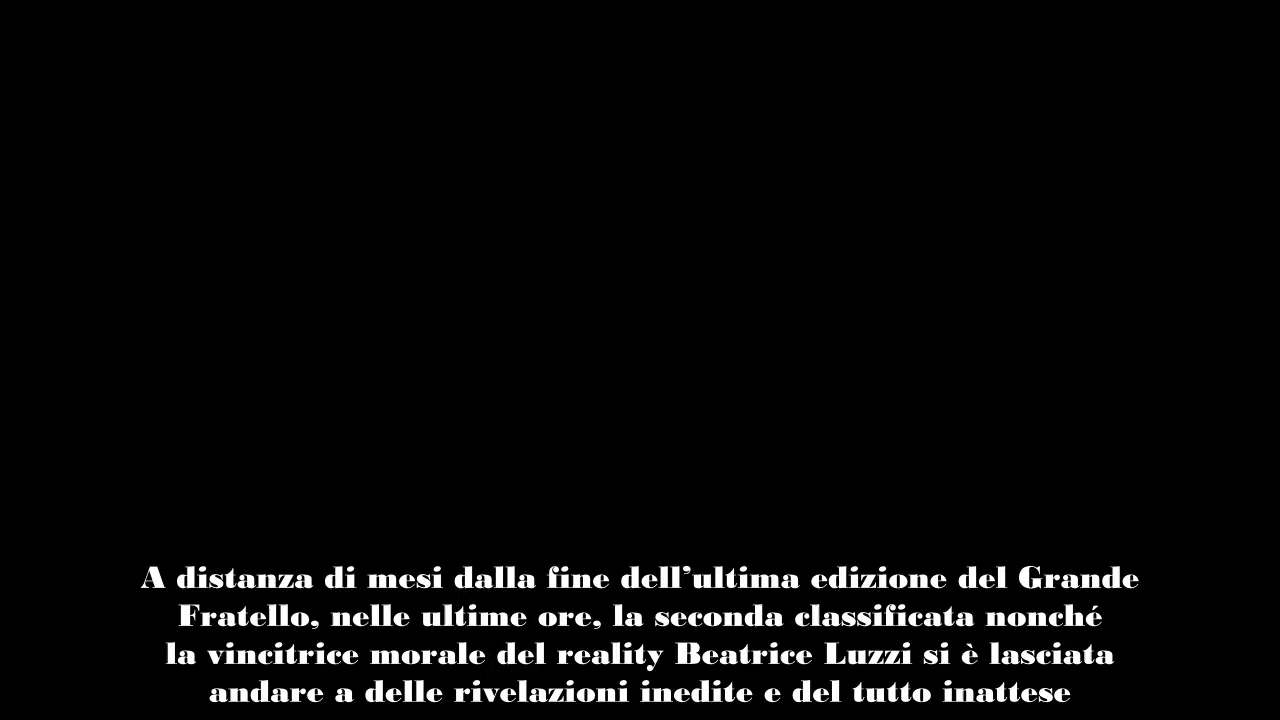 A distanza di mesi dalla fine dell’ultima edizione del Grande
Fratello, nelle ultime ore, la seconda classificata nonché
la vincitrice morale del reality Beatrice Luzzi si è lasciata
andare a delle rivelazioni inedite e del tutto inattese